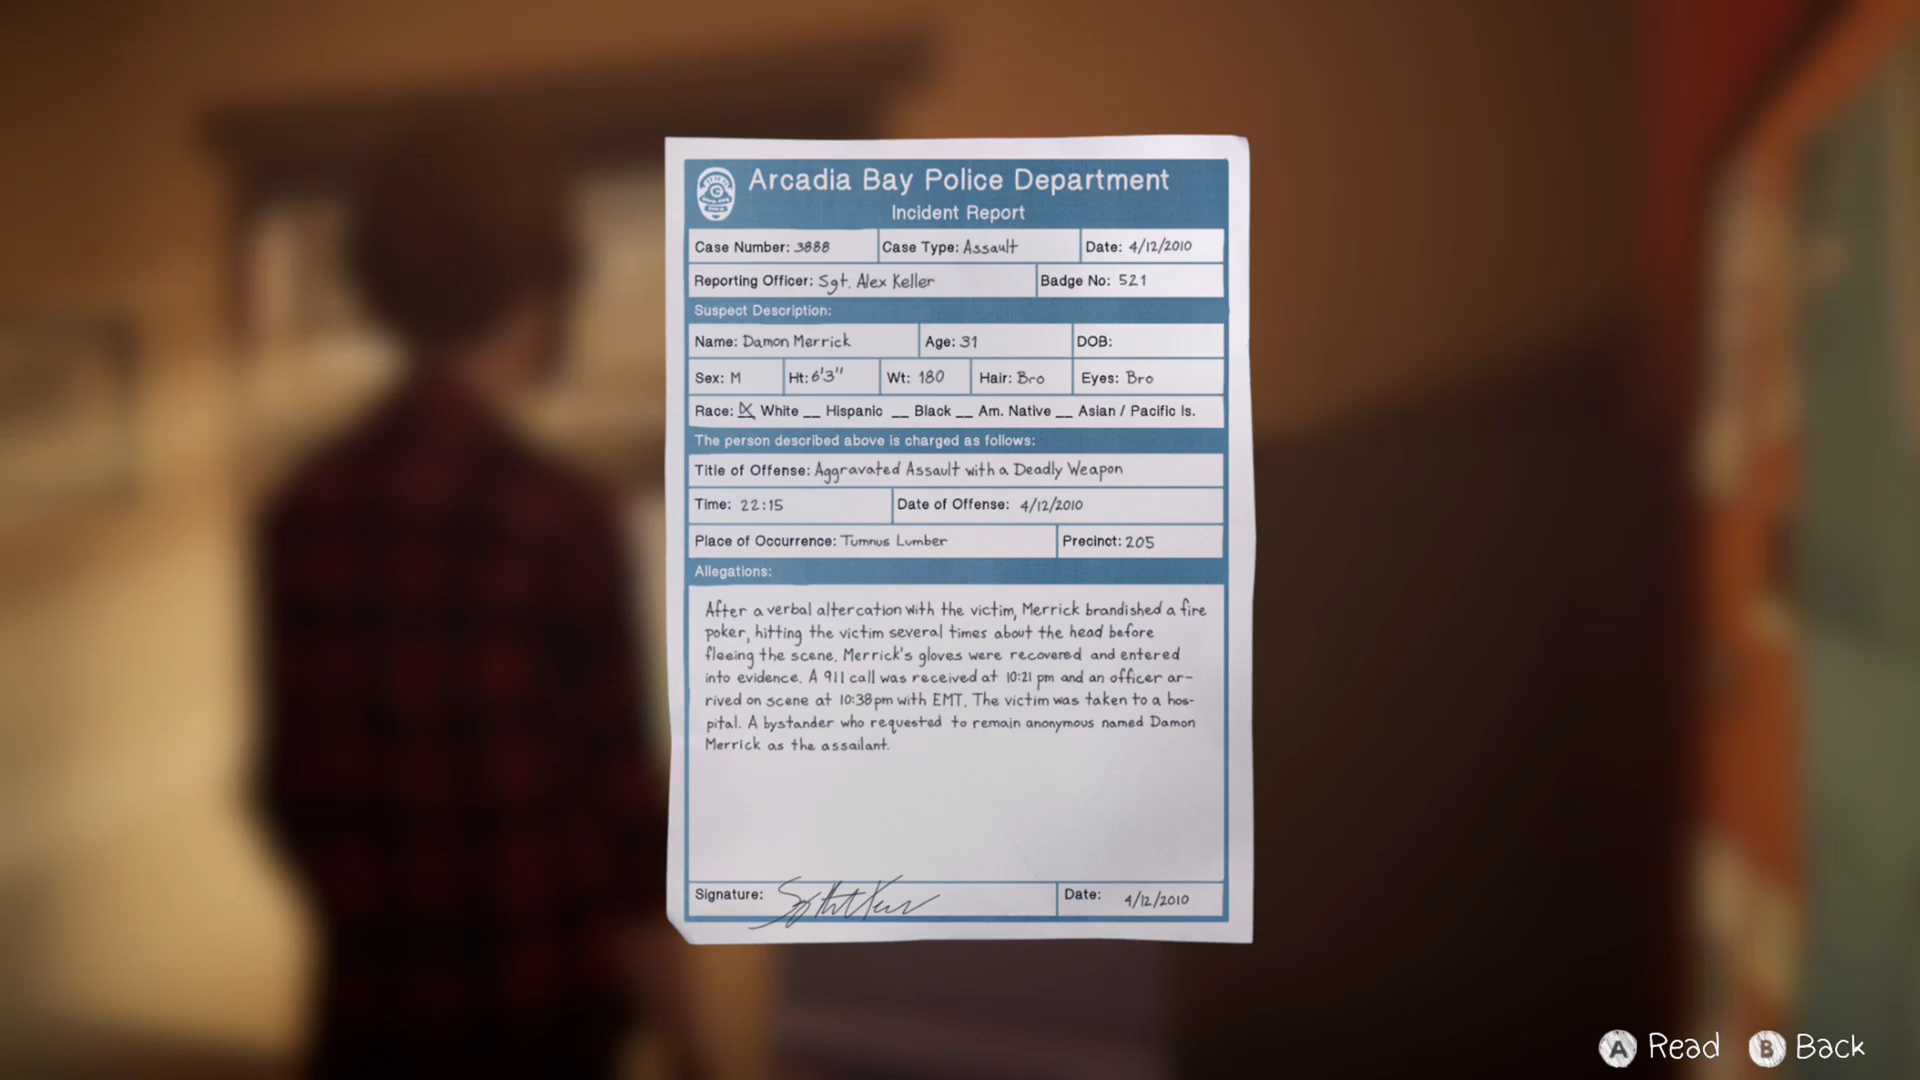 Arcadia Bay Police Department
Incident Report
Case Number: 3888 Case Type: Assault Date: 4/12/2010
Reporting Officer: Sgt. Alex Keller Badge No: 521
Suspect Description:
Name: Damon Merrick Age: 31 DOB:
Sex: M Ht: 6'3" Wt: 180 Hair: Bro Eyes: Bro
Race: X White __ Hispanic __ Black __ Am. Native __ Asian / Pacific Is.
The person described above is charged as follows:
Title of Offense: Aggravated Assault with a Deadly Weapon
Time: 22:15 Date of Offense: 4/12/2010
Place of Occurrence: Tumnus Lumber Precinct: 205
Allegations:
After a verbal altercation with the victim, Merrick brandished a fire
poker, hitting the victim several times about the head before
fleeing the scene. Merrick's gloves were recovered and entered
into evidence. A 911 call was received at 10:21 pm and an officer ar-
rived on scene at 10:38pm with EMT. The victim was taken to a hos-
pital. A bystander who requested to remain anonymous named Damon
Merrick as the assailant.
Signature: Date: 4/12/2010
A Read B Back